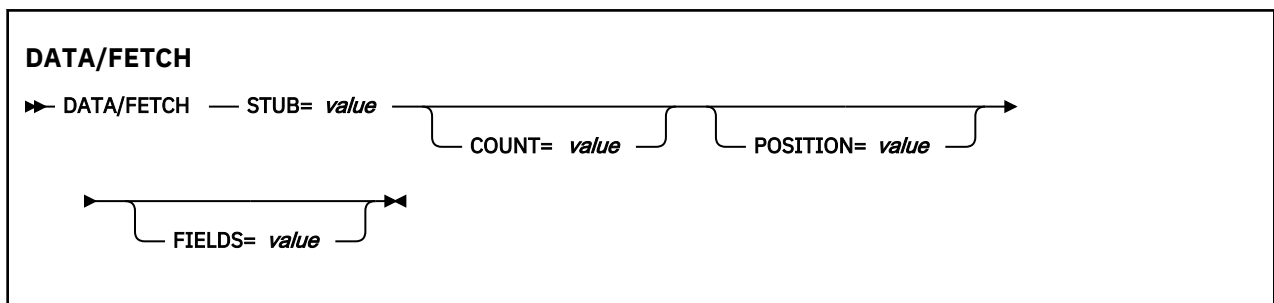 DATA/FETCH
DATA/FETCH STUB= value
COUNT= value POSITION= value
FIELDS= value